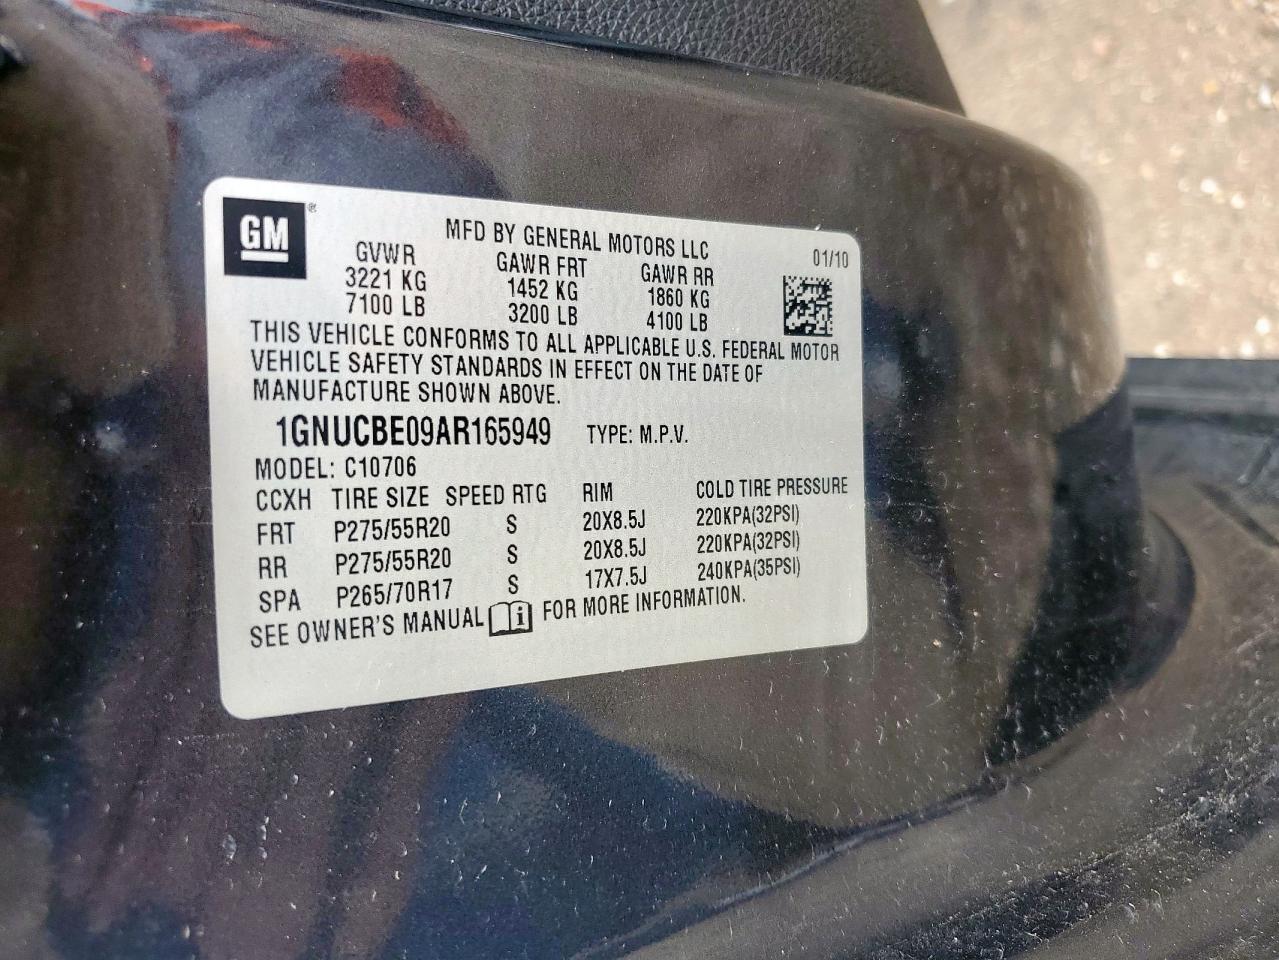 GM ®
MFD BY GENERAL MOTORS LLC
GVWR GAWR FRT GAWR RR 01/10
3221 KG 1452 KG 1860 KG
7100 LB 3200 LB 4100 LB
THIS VEHICLE CONFORMS TO ALL APPLICABLE U.S. FEDERAL MOTOR
VEHICLE SAFETY STANDARDS IN EFFECT ON THE DATE OF
MANUFACTURE SHOWN ABOVE.
1GNUCBE09AR165949 TYPE: M.P.V.
MODEL: C10706
CCXH TIRE SIZE SPEED RTG RIM COLD TIRE PRESSURE
FRT P275/55R20 S 20X8.5J 220KPA(32PSI)
RR P275/55R20 S 20X8.5J 220KPA(32PSI)
SPA P265/70R17 S 17X7.5J 240KPA(35PSI)
SEE OWNER'S MANUAL i FOR MORE INFORMATION.